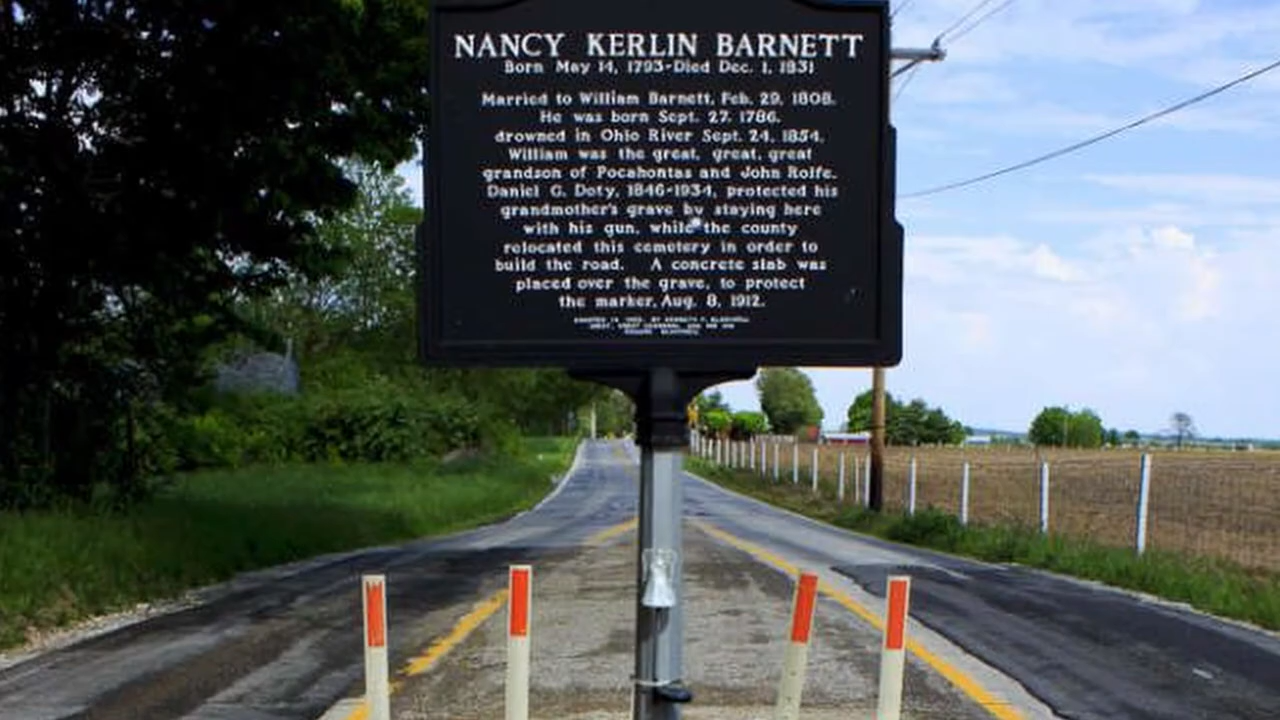 NANCY KERLIN BARNETT
Born May 14, 1793-Died Dec. 1, 1831
Married to William Barnett, Feb. 29, 1808.
He was born Sept. 27, 1786.
drowned in Ohio River Sept. 24, 1854.
William was the great, great, great
grandson of Pocahontas and John Rolfe.
Daniel G. Doty, 1846-1934, protected his
grandmother's grave by staying here
with his gun, while the county
relocated this cemetery in order to
build the road. A concrete slab was
placed over the grave, to protect
the marker, Aug. 8, 1912.